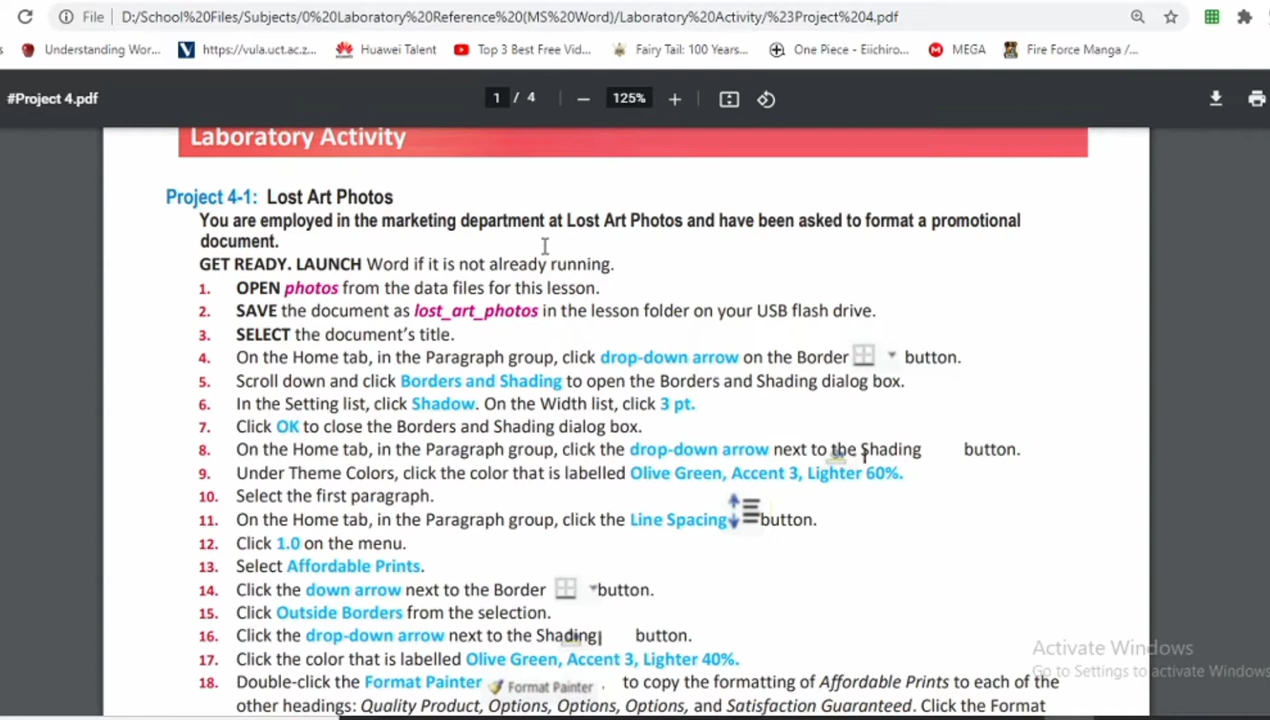 File | D:/School%20Files/Subjects/0%20Laboratory%20Reference%20(MS%20Word)/Laboratory%20Activity/%23Project%204.pdf
s Understanding Wor... https://vula.uct.ac.z... Huawei Talent Top 3 Best Free Vid... Fairy Tail: 100 Years... One Piece - Eiichiro... MEGA Fire Force Manga /...
#Project 4.pdf 1 / 4 125%
Laboratory Activity
Project 4-1: Lost Art Photos
You are employed in the marketing department at Lost Art Photos and have been asked to format a promotional
document.
GET READY. LAUNCH Word if it is not already running.
1. OPEN photos from the data files for this lesson.
2. SAVE the document as lost_art_photos in the lesson folder on your USB flash drive.
3. SELECT the document's title.
4. On the Home tab, in the Paragraph group, click drop-down arrow on the Border button.
5. Scroll down and click Borders and Shading to open the Borders and Shading dialog box.
6. In the Setting list, click Shadow. On the Width list, click 3 pt.
7. Click OK to close the Borders and Shading dialog box.
8. On the Home tab, in the Paragraph group, click the drop-down arrow next to the Shading button.
9. Under Theme Colors, click the color that is labelled Olive Green, Accent 3, Lighter 60%.
10. Select the first paragraph.
11. On the Home tab, in the Paragraph group, click the Line Spacing button.
12. Click 1.0 on the menu.
13. Select Affordable Prints.
14. Click the down arrow next to the Border button.
15. Click Outside Borders from the selection.
16. Click the drop-down arrow next to the Shading button.
17. Click the color that is labelled Olive Green, Accent 3, Lighter 40%.
18. Double-click the Format Painter Format Painter . to copy the formatting of Affordable Prints to each of the
other headings: Quality Product, Options, Options, Options, and Satisfaction Guaranteed. Click the Format
Activate Windows
Go to Settings to activate Windows